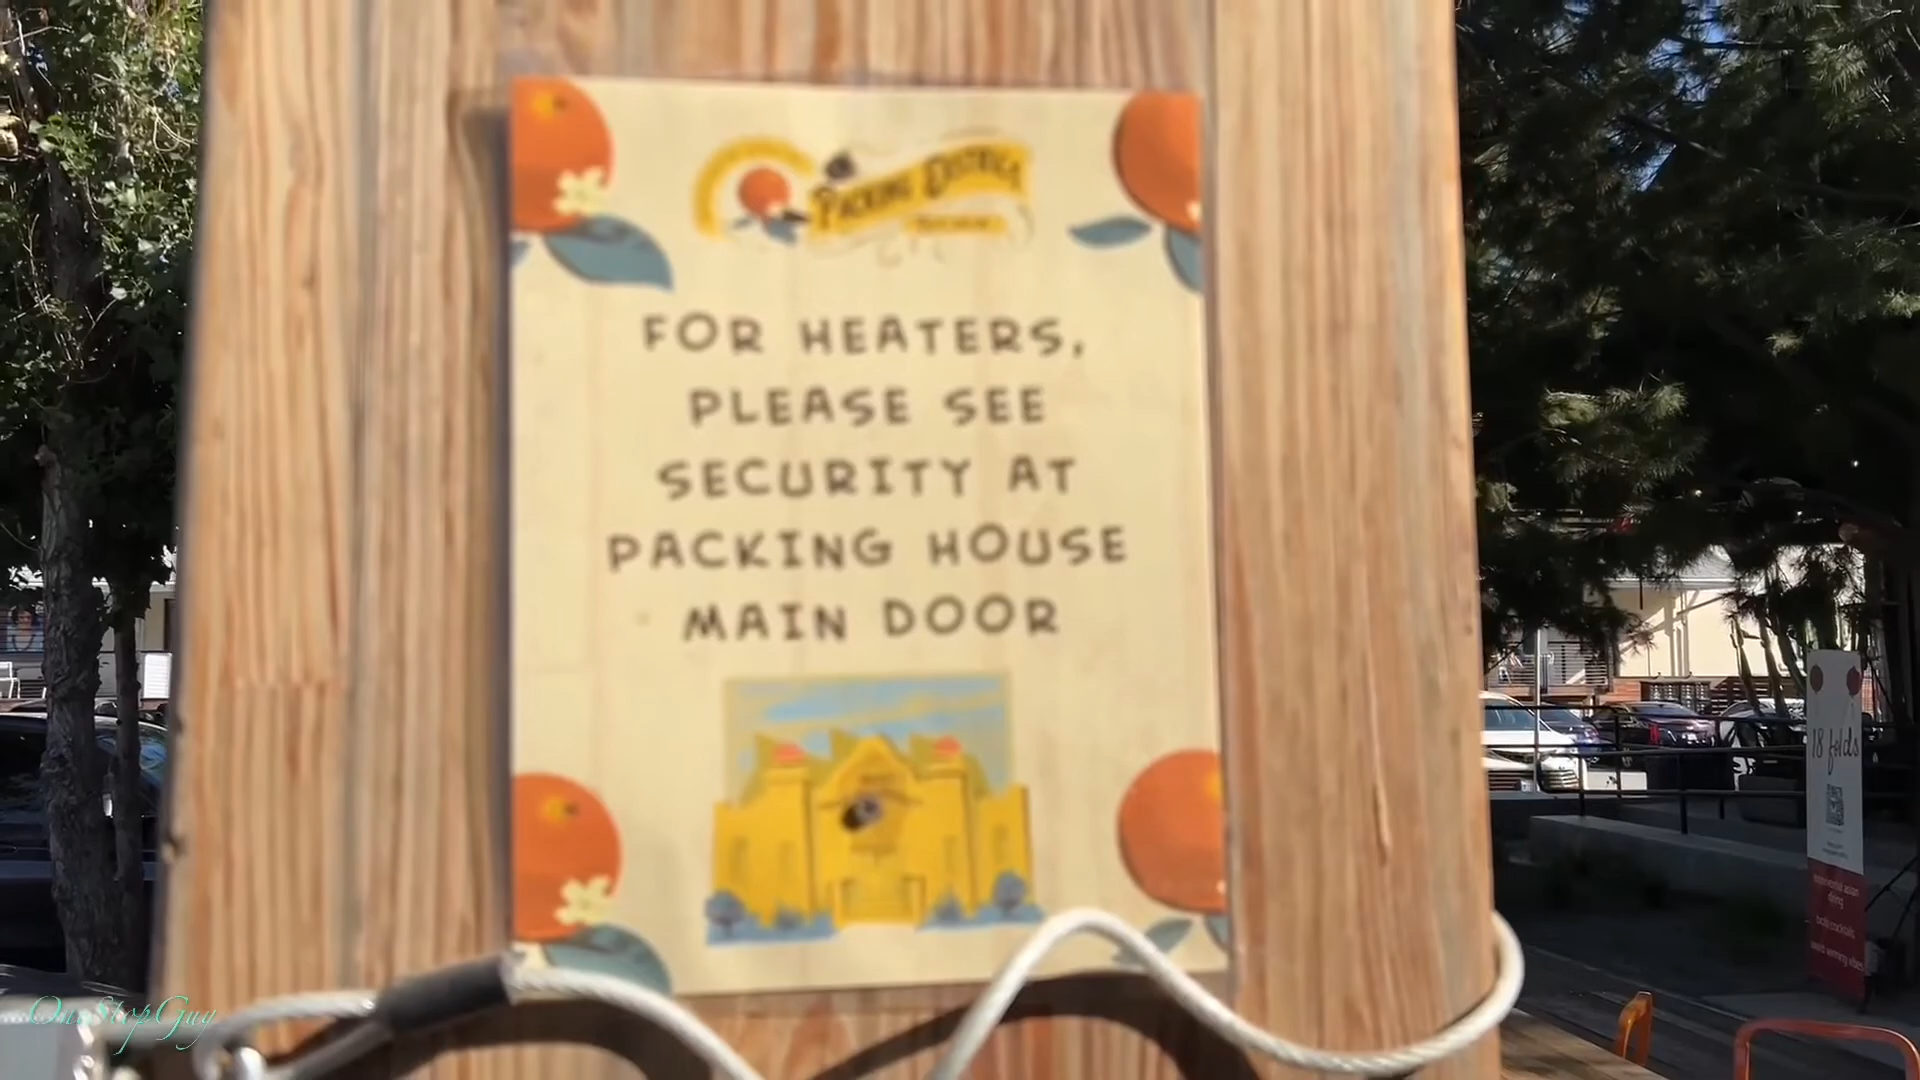 PACKING DISTRICT
FOR HEATERS,
PLEASE SEE
SECURITY AT
PACKING HOUSE
MAIN DOOR
18 folds
OneStopGuy